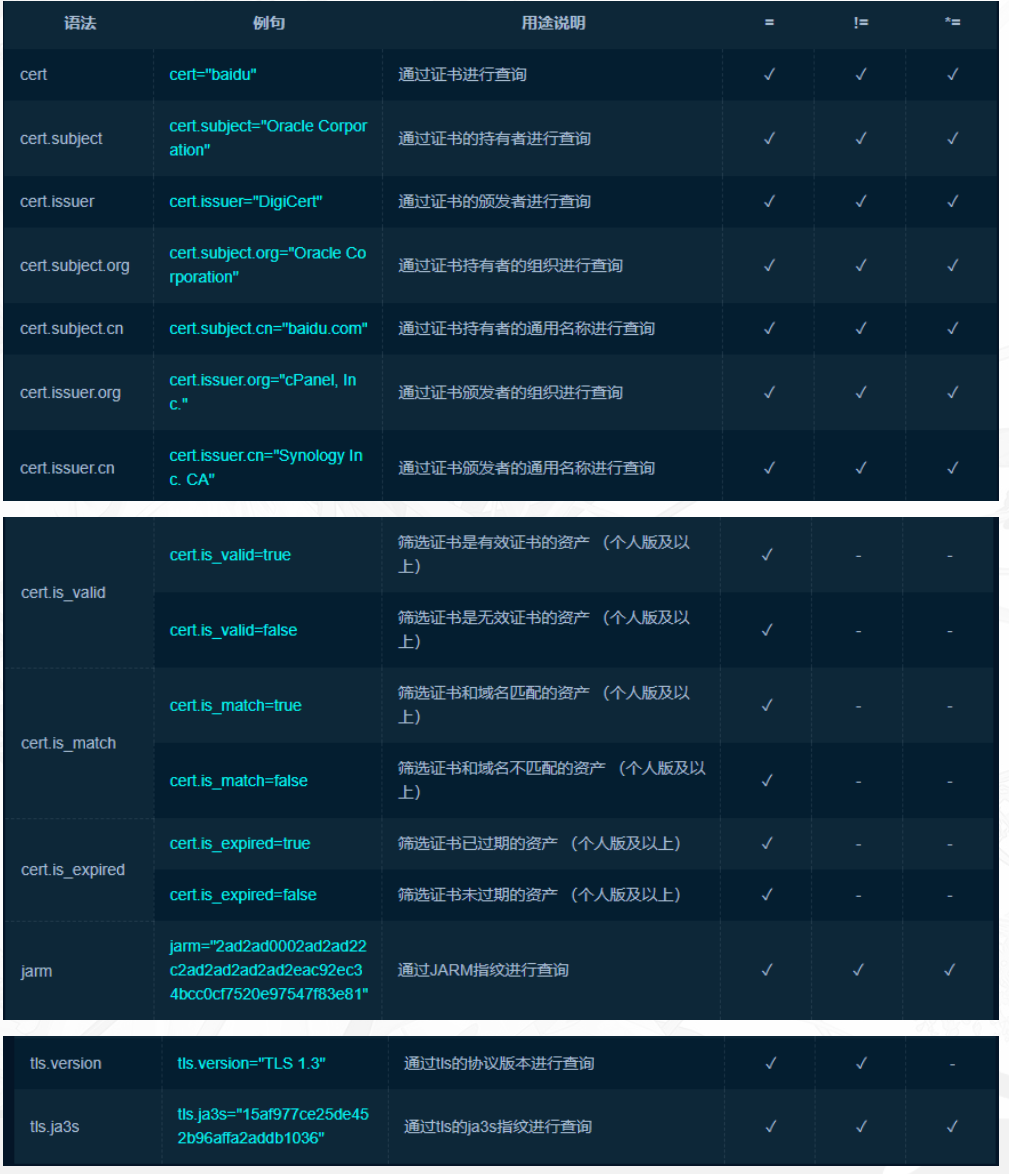 语法 例句 用途说明 = != *=
cert cert="baidu" 通过证书进行查询 ✓ ✓ ✓
cert.subject cert.subject="Oracle Corpor
ation" 通过证书的持有者进行查询 ✓ ✓ ✓
cert.issuer cert.issuer="DigiCert" 通过证书的颁发者进行查询 ✓ ✓ ✓
cert.subject.org cert.subject.org="Oracle Co
rporation" 通过证书持有者的组织进行查询 ✓ ✓ ✓
cert.subject.cn cert.subject.cn="baidu.com" 通过证书持有者的通用名称进行查询 ✓ ✓ ✓
cert.issuer.org cert.issuer.org="cPanel, In
c." 通过证书颁发者的组织进行查询 ✓ ✓ ✓
cert.issuer.cn cert.issuer.cn="Synology In
c. CA" 通过证书颁发者的通用名称进行查询 ✓ ✓ ✓
cert.is_valid
cert.is_valid=true 筛选证书是有效证书的资产 （个人版及以
上） ✓ - -
cert.is_valid=false 筛选证书是无效证书的资产 （个人版及以
上） ✓ - -
cert.is_match
cert.is_match=true 筛选证书和域名匹配的资产 （个人版及以
上） ✓ - -
cert.is_match=false 筛选证书和域名不匹配的资产 （个人版及以
上） ✓ - -
cert.is_expired
cert.is_expired=true 筛选证书已过期的资产 （个人版及以上） ✓ - -
cert.is_expired=false 筛选证书未过期的资产 （个人版及以上） ✓ - -
jarm jarm="2ad2ad0002ad2ad22
c2ad2ad2ad2ad2eac92ec3
4bcc0cf7520e97547f83e81" 通过JARM指纹进行查询 ✓ ✓ ✓
tls.version tls.version="TLS 1.3" 通过tls的协议版本进行查询 ✓ ✓ -
tls.ja3s tls.ja3s="15af977ce25de45
2b96affa2addb1036" 通过tls的ja3s指纹进行查询 ✓ ✓ ✓